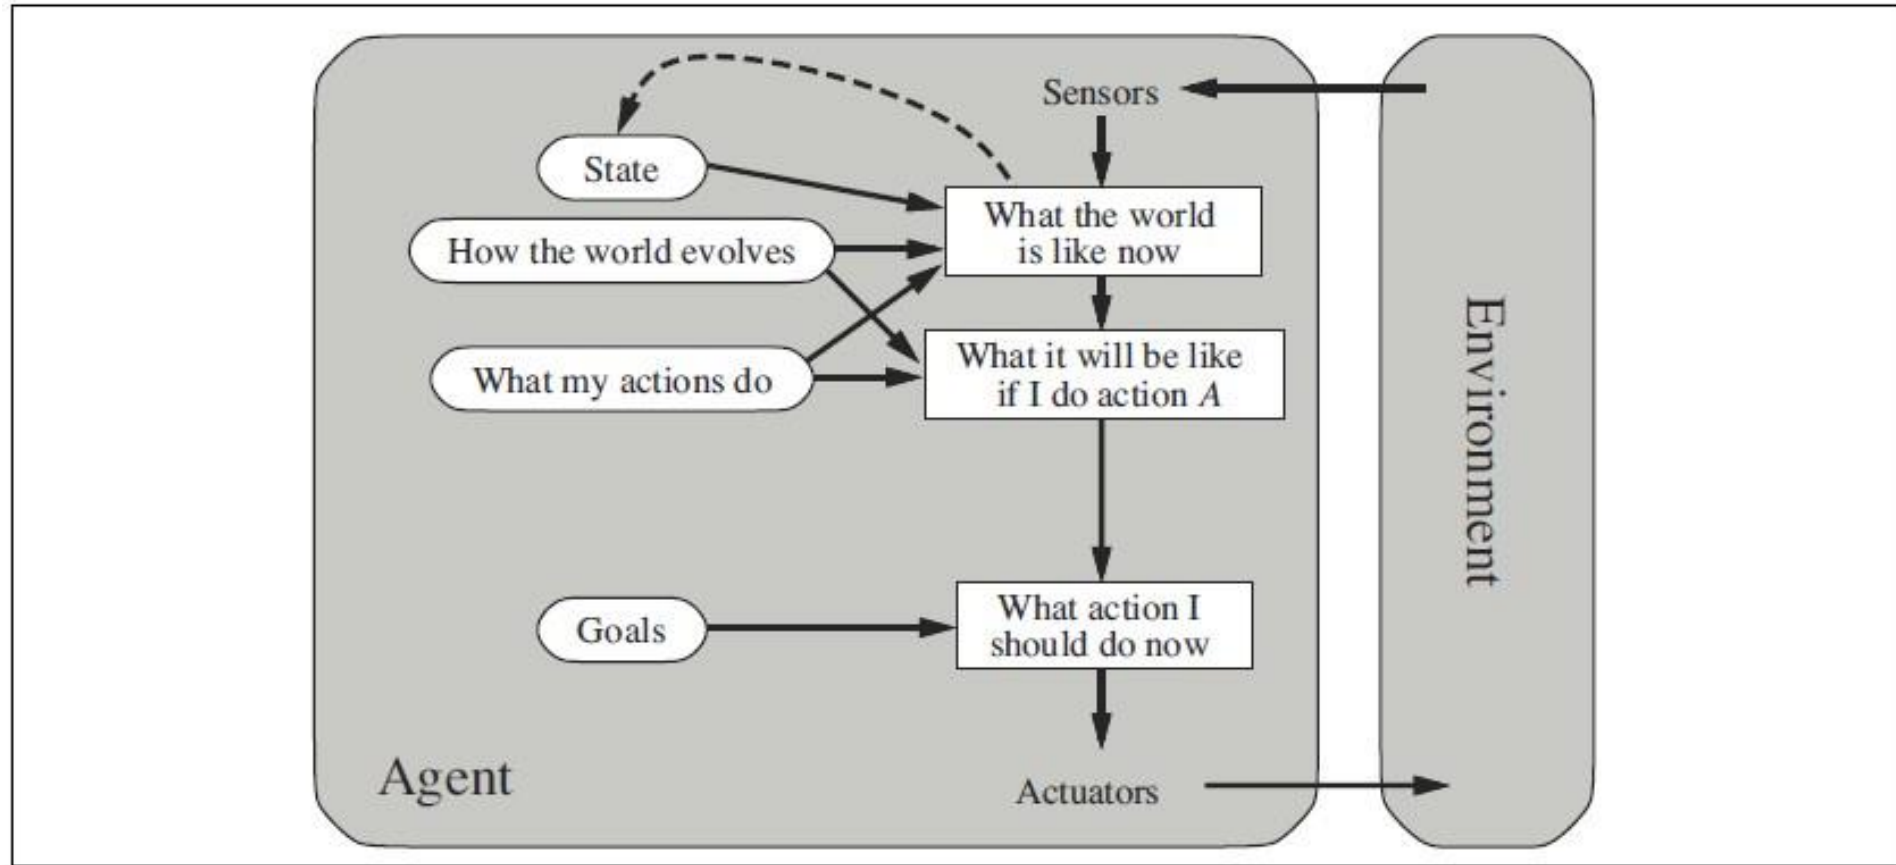 Sensors
State
What the world
is like now
How the world evolves
What it will be like
if I do action A
What my actions do
Environment
What action I
should do now
Goals
Agent
Actuators